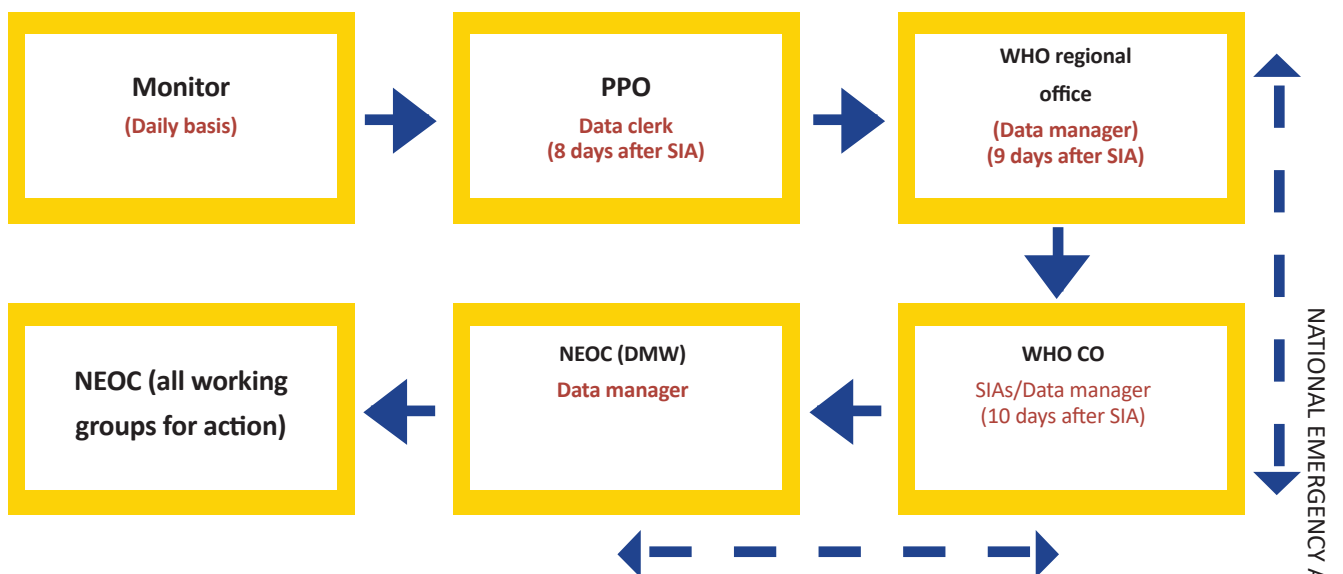 Monitor
(Daily basis)
PPO
Data clerk
(8 days after SIA)
WHO regional
office
(Data manager)
(9 days after SIA)
NEOC (all working
groups for action)
NEOC (DMW)
Data manager
WHO CO
SIAs/Data manager
(10 days after SIA)
NATIONAL EMERGENCY A